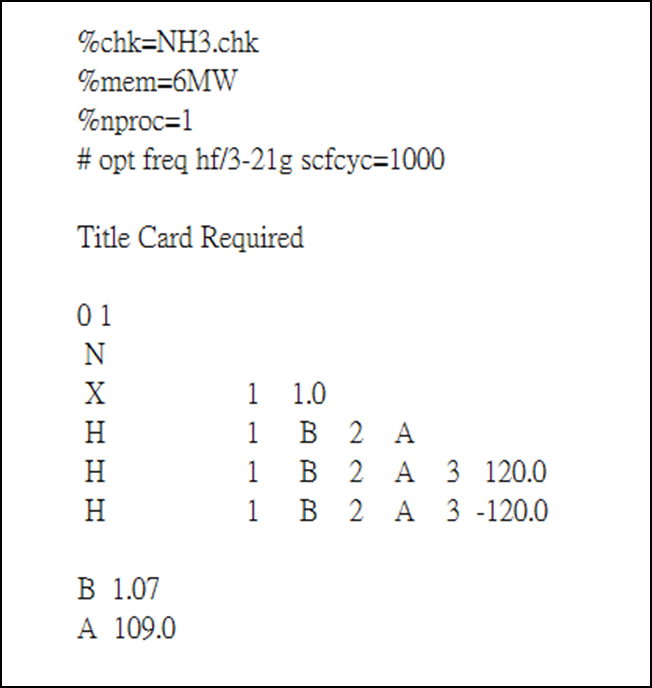 %chk=NH3.chk
%mem=6MW
%nproc=1
# opt freq hf/3-21g scfcyc=1000
Title Card Required
0 1
N
X 1 1.0
H 1 B 2 A
H 1 B 2 A 3 120.0
H 1 B 2 A 3 -120.0
B 1.07
A 109.0